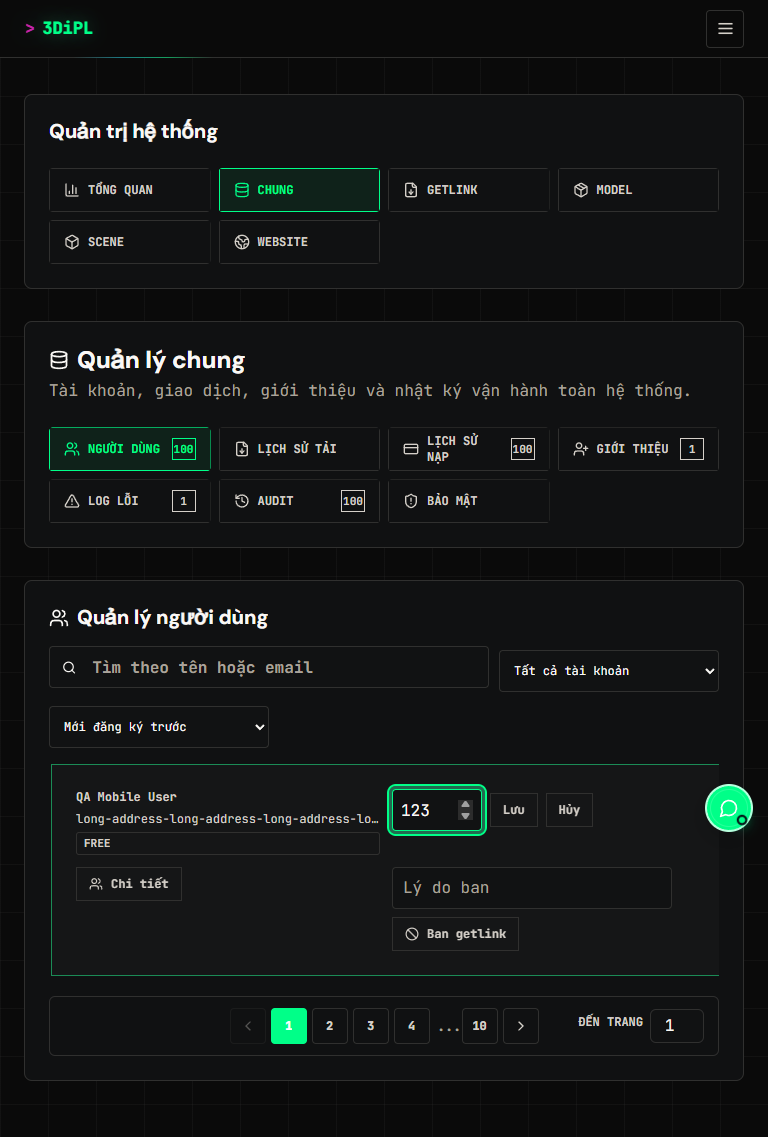 > 3DiPL
Quản trị hệ thống
TỔNG QUAN
CHUNG
GETLINK
MODEL
SCENE
WEBSITE
Quản lý chung
Tài khoản, giao dịch, giới thiệu và nhật ký vận hành toàn hệ thống.
NGƯỜI DÙNG 100
LỊCH SỬ TẢI
LỊCH SỬ
NẠP 100
GIỚI THIỆU 1
LOG LỖI 1
AUDIT 100
BẢO MẬT
Quản lý người dùng
Tìm theo tên hoặc email
Tất cả tài khoản
Mới đăng ký trước
QA Mobile User
long-address-long-address-long-address-lo…
FREE
123
Lưu
Hủy
Chi tiết
Lý do ban
Ban getlink
1 2 3 4 ... 10
ĐẾN TRANG 1